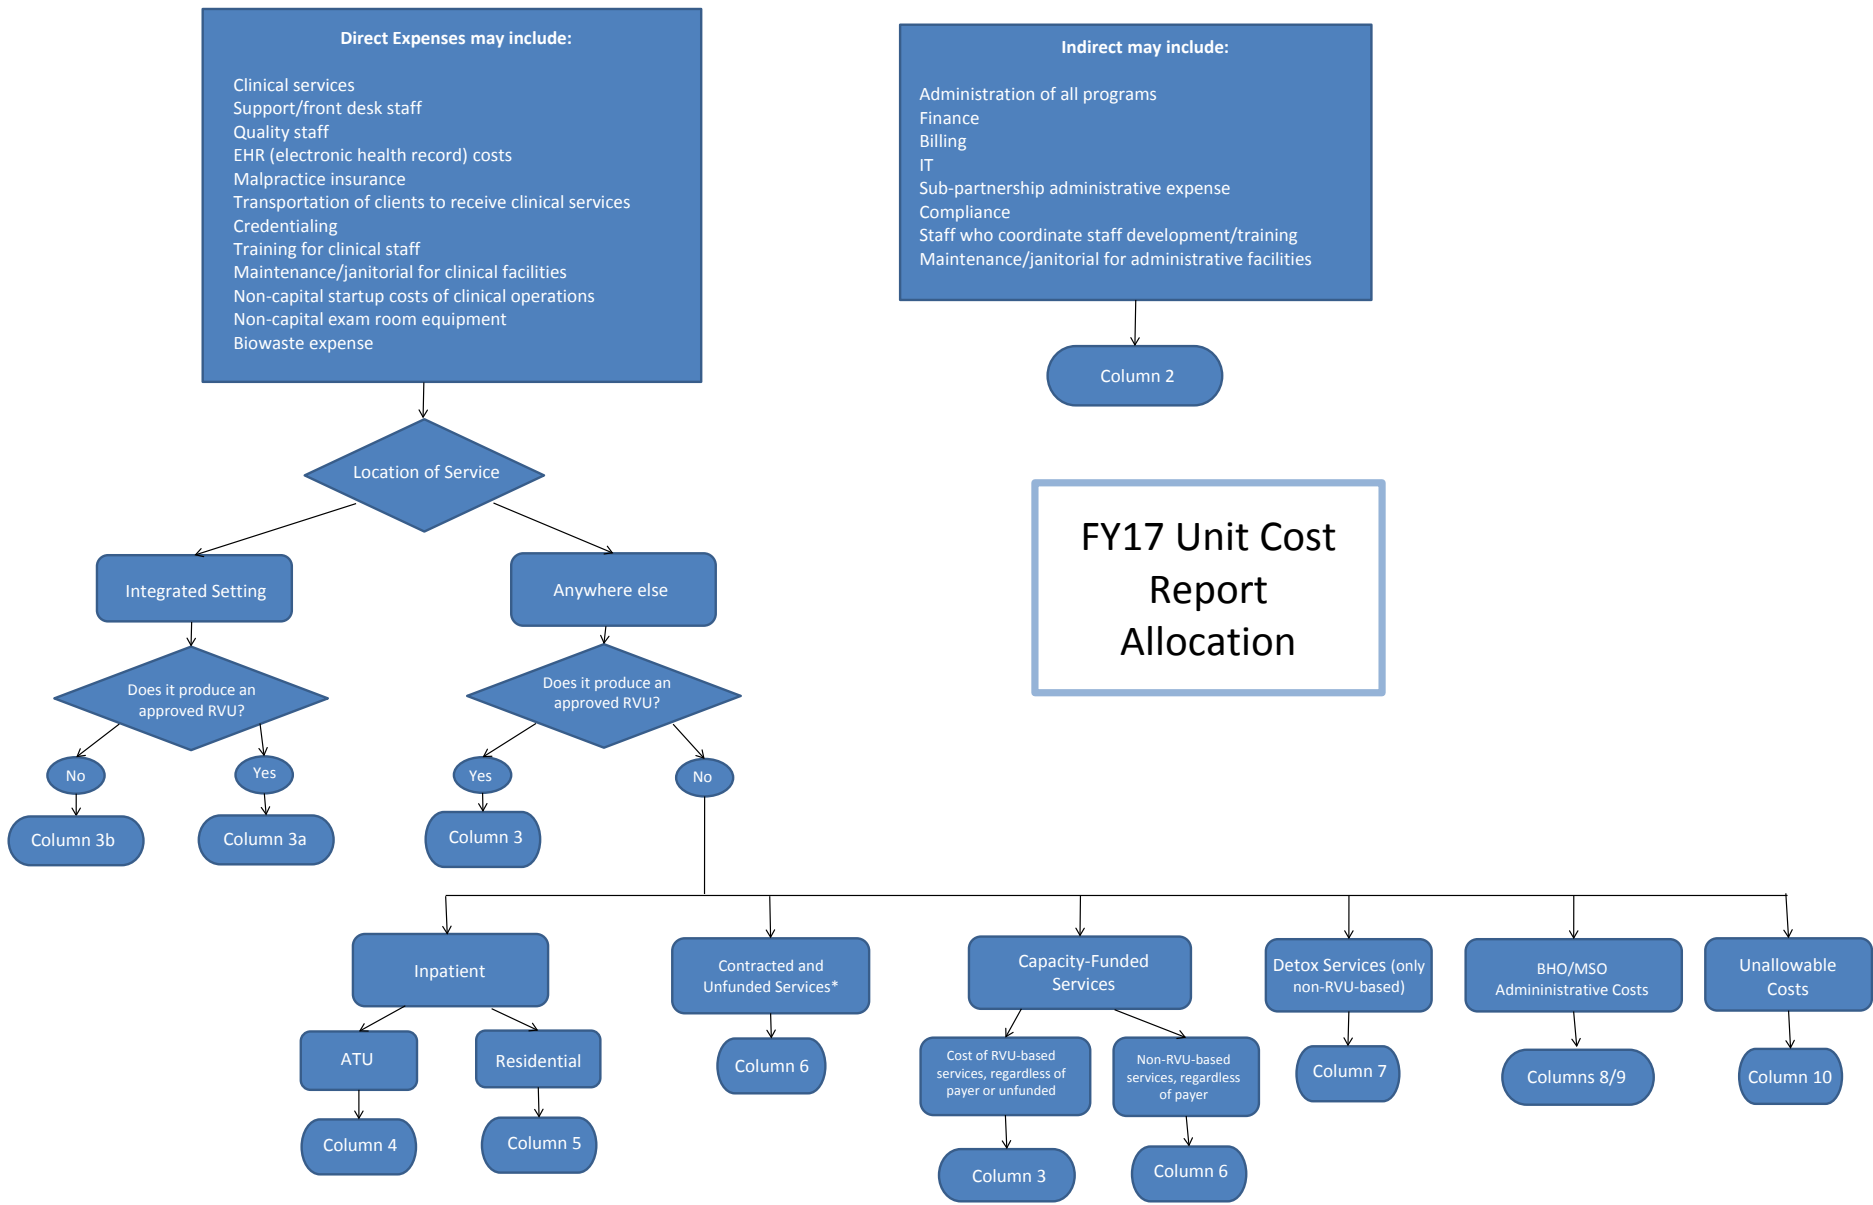 Direct Expenses may include:
Clinical services
Support/front desk staff
Quality staff
EHR (electronic health record) costs
Malpractice insurance
Transportation of clients to receive clinical services
Credentialing
Training for clinical staff
Maintenance/janitorial for clinical facilities
Non-capital startup costs of clinical operations
Non-capital exam room equipment
Biowaste expense
Indirect may include:
Administration of all programs
Finance
Billing
IT
Sub-partnership administrative expense
Compliance
Staff who coordinate staff development/training
Maintenance/janitorial for administrative facilities
Column 2
Location of Service
FY17 Unit Cost
Report
Allocation
Integrated Setting
Anywhere else
Does it produce an
approved RVU?
Does it produce an
approved RVU?
No
Yes
Yes
No
Column 3b
Column 3a
Column 3
Inpatient
Contracted and
Unfunded Services*
Capacity-Funded
Services
Detox Services (only
non-RVU-based)
BHO/MSO
Admininistrative Costs
Unallowable
Costs
ATU
Residential
Column 6
Cost of RVU-based
services, regardless of
payer or unfunded
Non-RVU-based
services, regardless
of payer
Column 7
Columns 8/9
Column 10
Column 4
Column 5
Column 3
Column 6